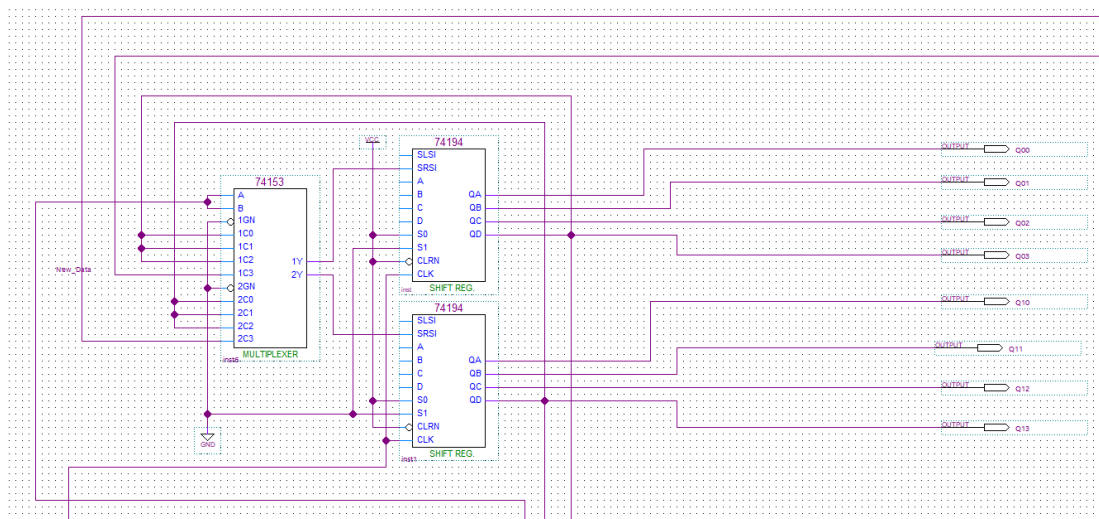 VCC
74194
SLSI
SRSI
A
B
C
D
S0
S1
CLRN
CLK
QA
QB
QC
QD
inst
SHIFT REG.
OUTPUT
Q00
OUTPUT
Q01
OUTPUT
Q02
OUTPUT
Q03
74153
A
B
1GN
1C0
1C1
1C2
1C3
2GN
2C0
2C1
2C2
2C3
1Y
2Y
MULTIPLEXER
inst6
New_Data
GND
74194
SLSI
SRSI
A
B
C
D
S0
S1
CLRN
CLK
QA
QB
QC
QD
inst1
SHIFT REG.
OUTPUT
Q10
OUTPUT
Q11
OUTPUT
Q12
OUTPUT
Q13